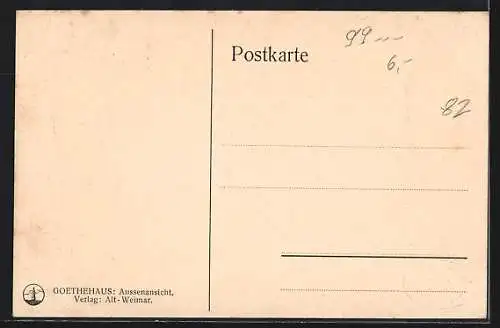 Postkarte
99
6,-
82
GOETHEHAUS: Aussenansicht.
Verlag: Alt-Weimar.